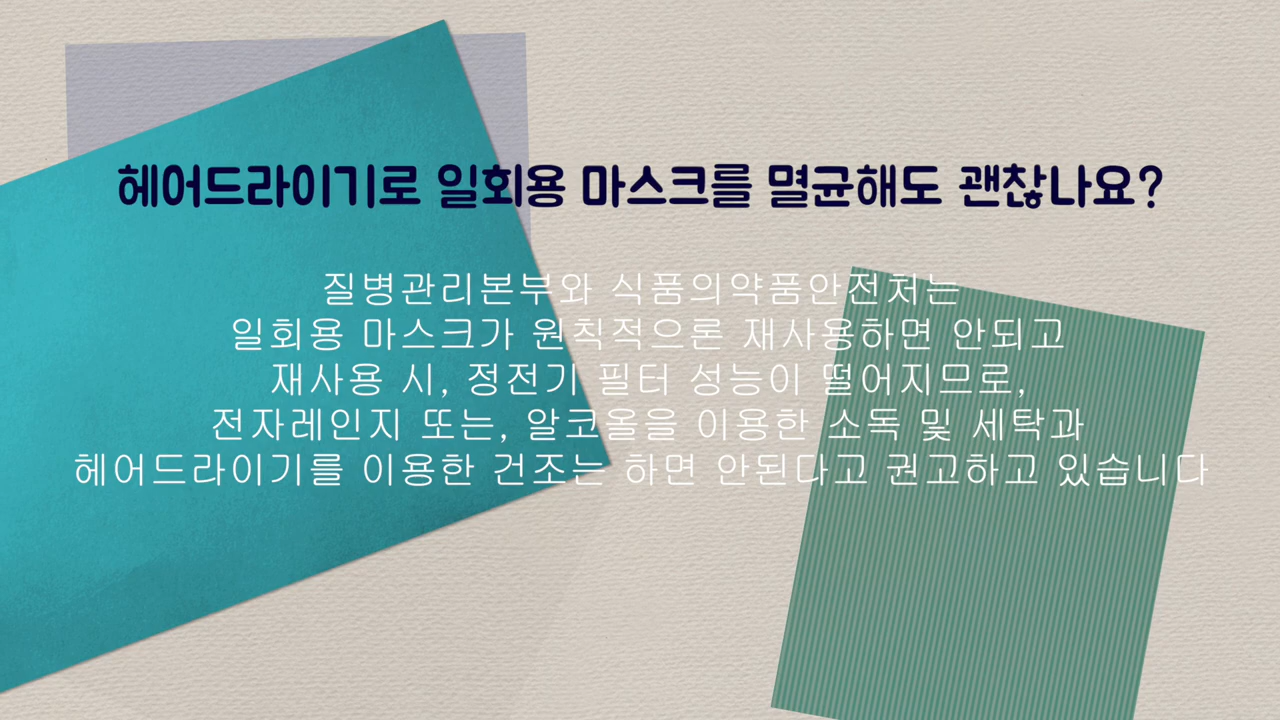 헤어드라이기로 일회용 마스크를 멸균해도 괜찮나요?
질병관리본부와 식품의약품안전처는
일회용 마스크가 원칙적으론 재사용하면 안되고
재사용 시, 정전기 필터 성능이 떨어지므로,
전자레인지 또는, 알코올을 이용한 소독 및 세탁과
헤어드라이기를 이용한 건조는 하면 안된다고 권고하고 있습니다